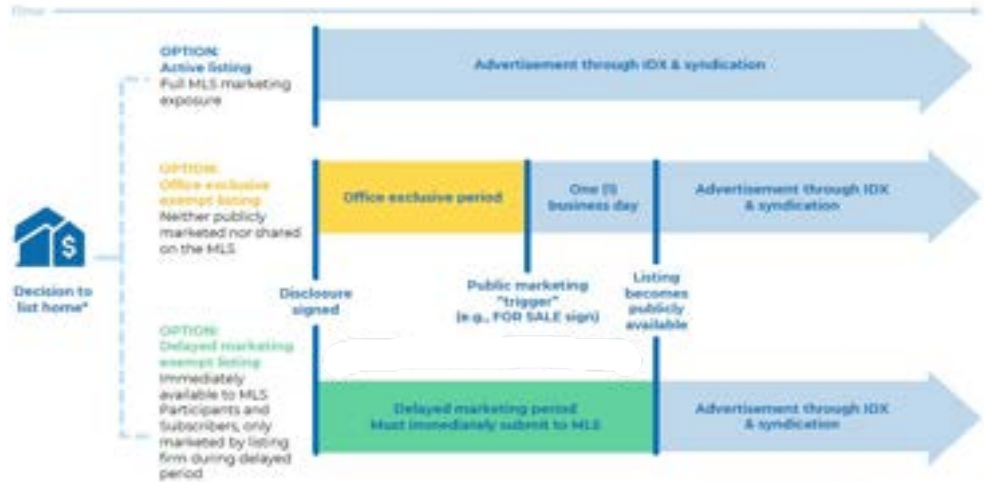 Time
OPTION:
Active listing
Full MLS marketing
exposure
Advertisement through IDX & syndication
OPTION:
Office exclusive
exempt listing
Neither publicly
marketed nor shared
on the MLS
Office exclusive period
One (1)
business day
Advertisement through IDX
& syndication
Decision to
list home*
Disclosure
signed
Public marketing
"trigger"
(e.g., FOR SALE sign)
Listing
becomes
publicly
available
OPTION:
Delayed marketing
exempt listing
Immediately
available to MLS
Participants and
Subscribers, only
marketed by listing
firm during delayed
period
Delayed marketing period
Must immediately submit to MLS
Advertisement through IDX
& syndication